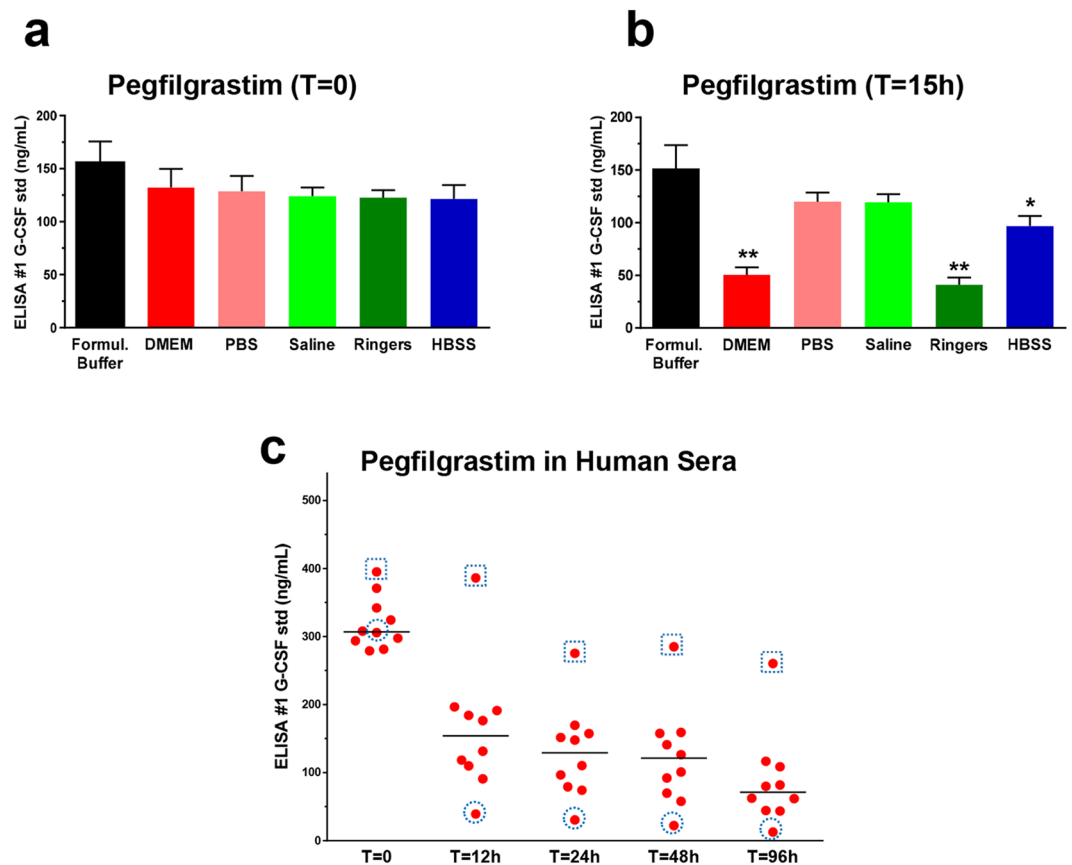 a
Pegfilgrastim (T=0)
ELISA #1 G-CSF std (ng/mL)
200
150
100
50
0
Formul. Buffer
DMEM
PBS
Saline
Ringers
HBSS
b
Pegfilgrastim (T=15h)
ELISA #1 G-CSF std (ng/mL)
200
150
100
50
0
**
**
*
Formul. Buffer
DMEM
PBS
Saline
Ringers
HBSS
c
Pegfilgrastim in Human Sera
ELISA #1 G-CSF std (ng/mL)
500
400
300
200
100
0
T=0
T=12h
T=24h
T=48h
T=96h